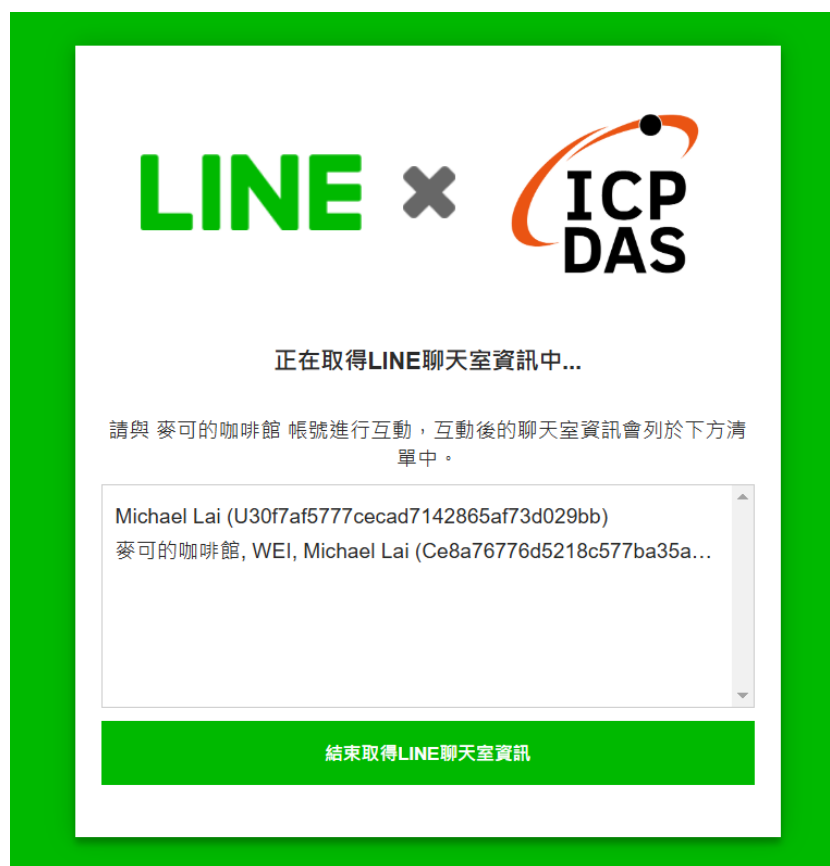 LINE × ICP
DAS
正在取得LINE聊天室資訊中...
請與 麥可的咖啡館 帳號進行互動，互動後的聊天室資訊會列於下方清
單中。
Michael Lai (U30f7af5777cecad7142865af73d029bb)
麥可的咖啡館, WEI, Michael Lai (Ce8a76776d5218c577ba35a…
結束取得LINE聊天室資訊